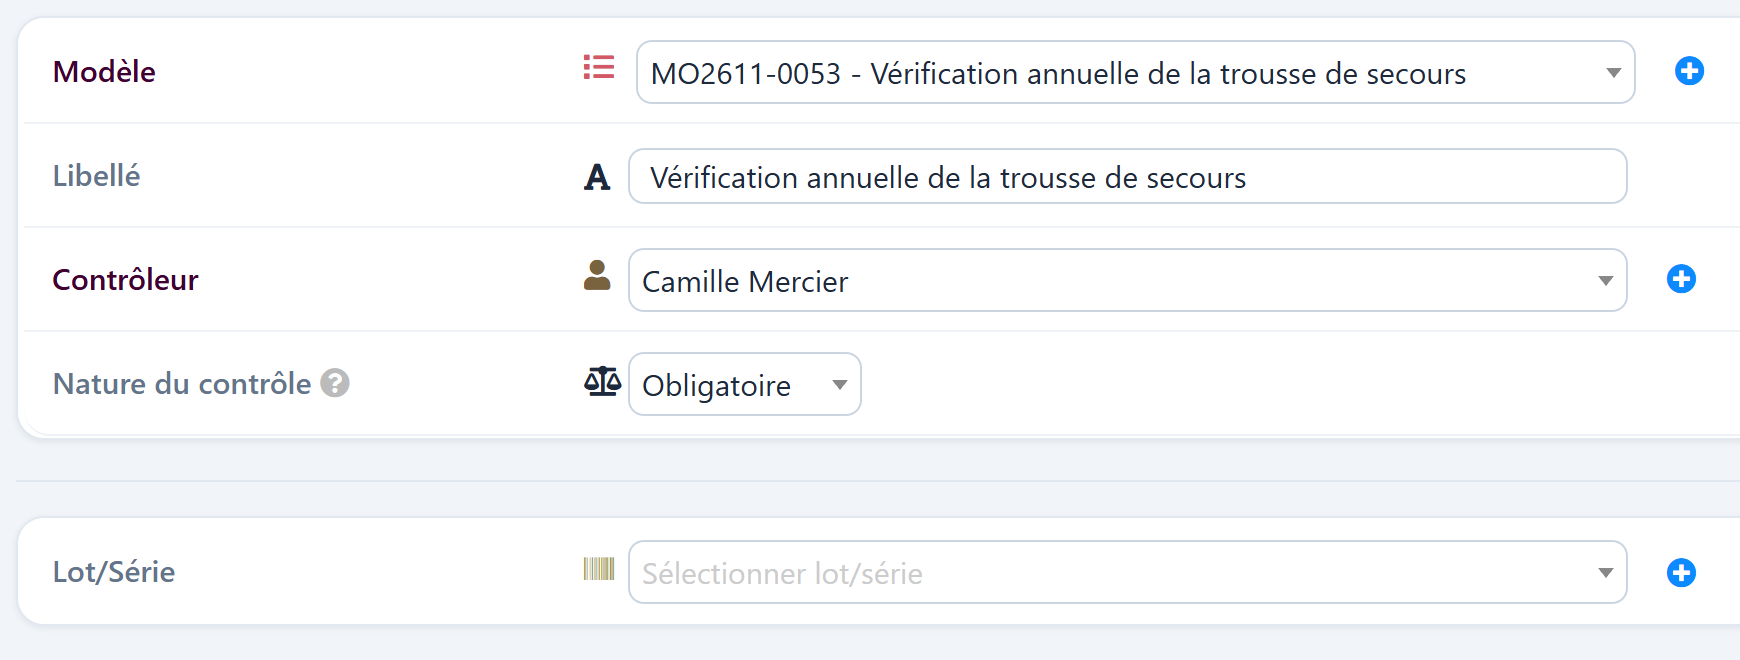 Modèle
MO2611-0053 - Vérification annuelle de la trousse de secours
Libellé
Vérification annuelle de la trousse de secours
Contrôleur
Camille Mercier
Nature du contrôle ?
Obligatoire
Lot/Série
Sélectionner lot/série